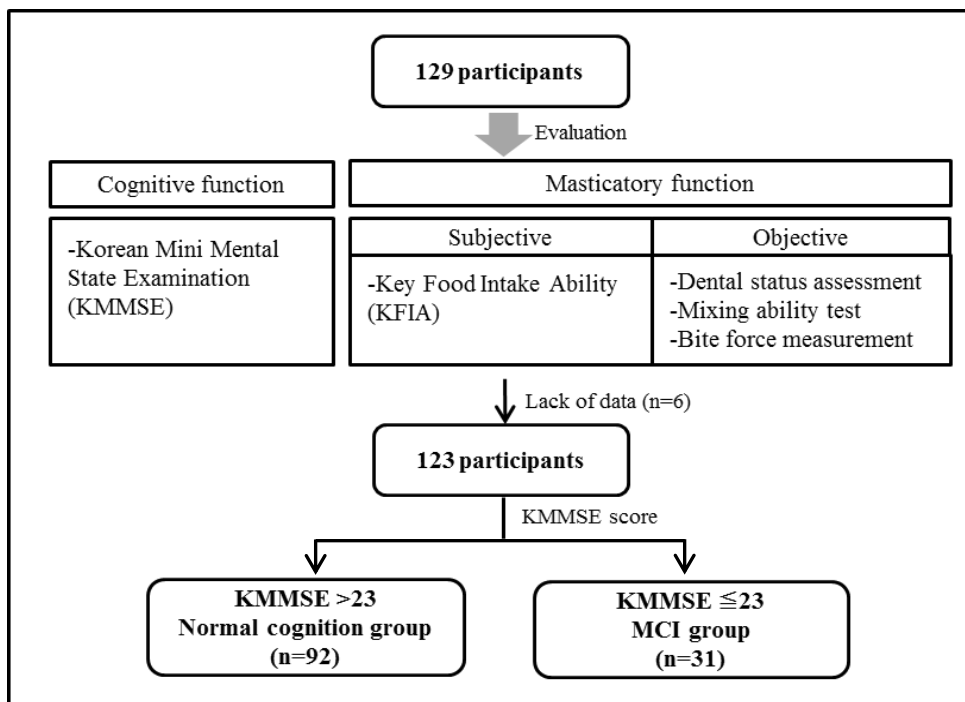 129 participants
Evaluation
Cognitive function
Masticatory function
-Korean Mini Mental
State Examination
(KMMSE)
Subjective
Objective
-Key Food Intake Ability
(KFIA)
-Dental status assessment
-Mixing ability test
-Bite force measurement
Lack of data (n=6)
123 participants
KMMSE score
KMMSE >23
Normal cognition group
(n=92)
KMMSE ≦23
MCI group
(n=31)